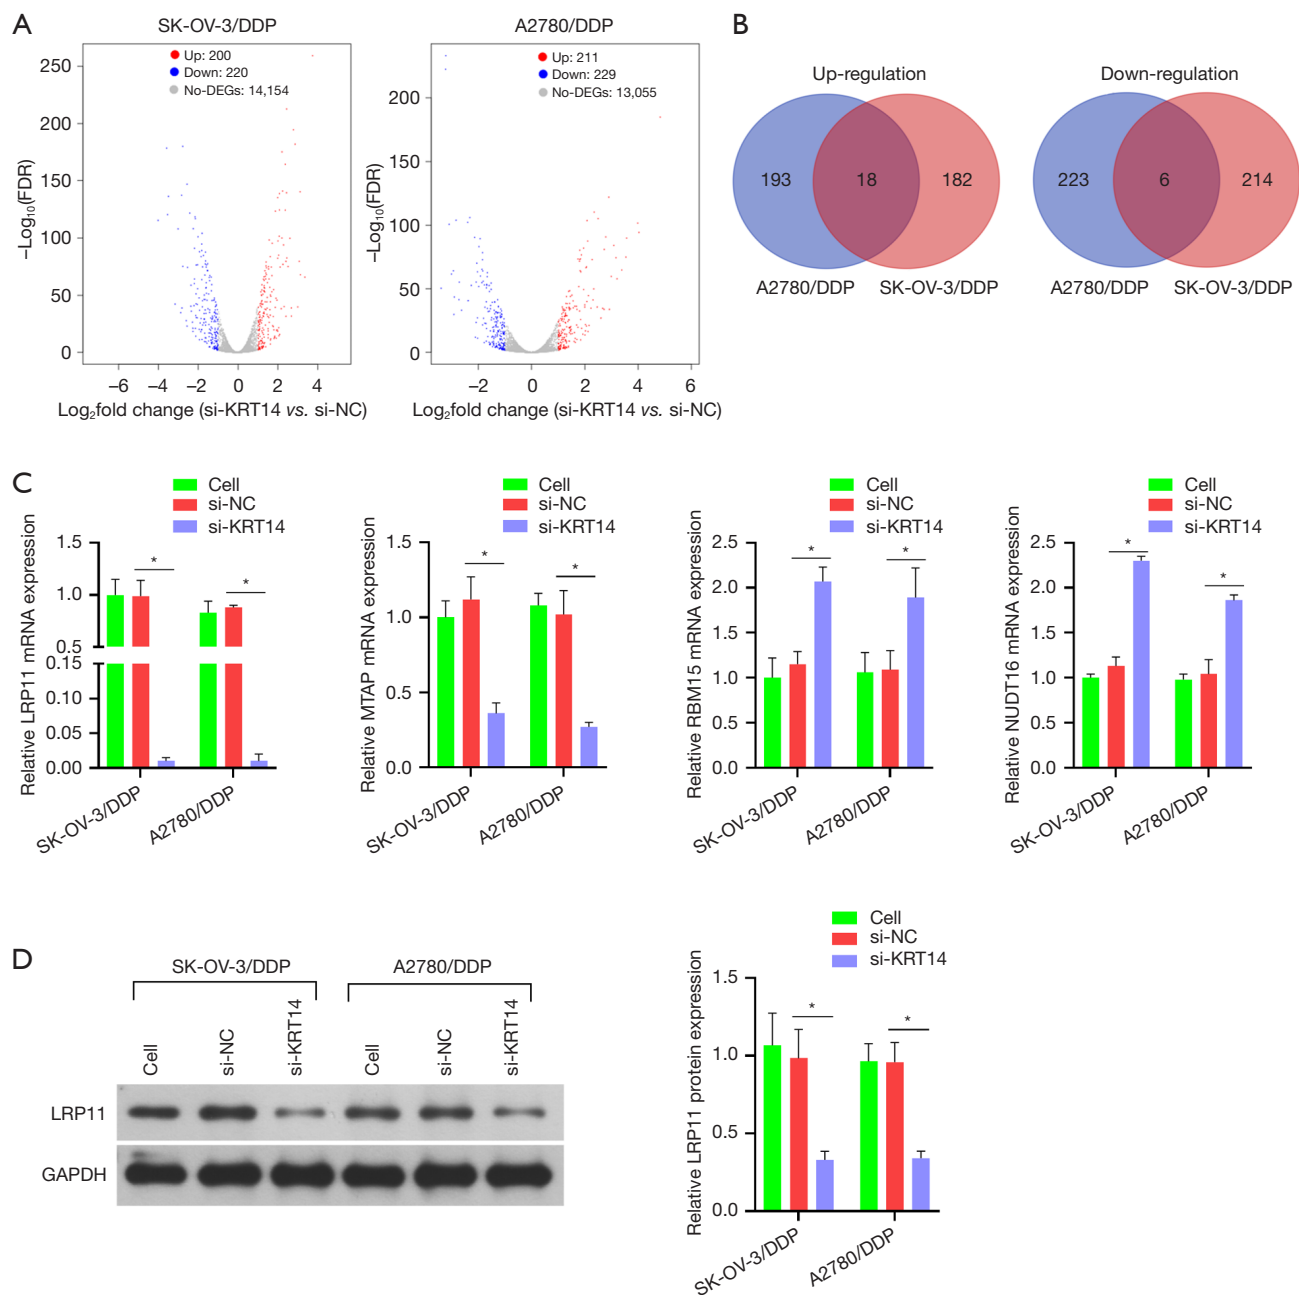 A
SK-OV-3/DDP
Up: 200
Down: 220
No-DEGs: 14,154
250
200
150
100
50
0
–Log₁₀(FDR)
–6 –4 –2 0 2 4
Log₂fold change (si-KRT14 vs. si-NC)
A2780/DDP
Up: 211
Down: 229
No-DEGs: 13,055
200
150
100
50
0
–Log₁₀(FDR)
–2 0 2 4 6
Log₂fold change (si-KRT14 vs. si-NC)
B
Up-regulation
193 18 182
A2780/DDP SK-OV-3/DDP
Down-regulation
223 6 214
A2780/DDP SK-OV-3/DDP
C
Cell
si-NC
si-KRT14
Relative LRP11 mRNA expression
1.5
1.0
0.5
0.15
0.10
0.05
0.00
* *
SK-OV-3/DDP
A2780/DDP
Cell
si-NC
si-KRT14
Relative MTAP mRNA expression
1.5
1.0
0.5
0.0
* *
SK-OV-3/DDP
A2780/DDP
Cell
si-NC
si-KRT14
Relative RBM15 mRNA expression
2.5
2.0
1.5
1.0
0.5
0.0
* *
SK-OV-3/DDP
A2780/DDP
Cell
si-NC
si-KRT14
Relative NUDT16 mRNA expression
2.5
2.0
1.5
1.0
0.5
0.0
* *
SK-OV-3/DDP
A2780/DDP
D
SK-OV-3/DDP A2780/DDP
Cell si-NC si-KRT14 Cell si-NC si-KRT14
LRP11
GAPDH
Cell
si-NC
si-KRT14
Relative LRP11 protein expression
1.5
1.0
0.5
0.0
* *
SK-OV-3/DDP
A2780/DDP